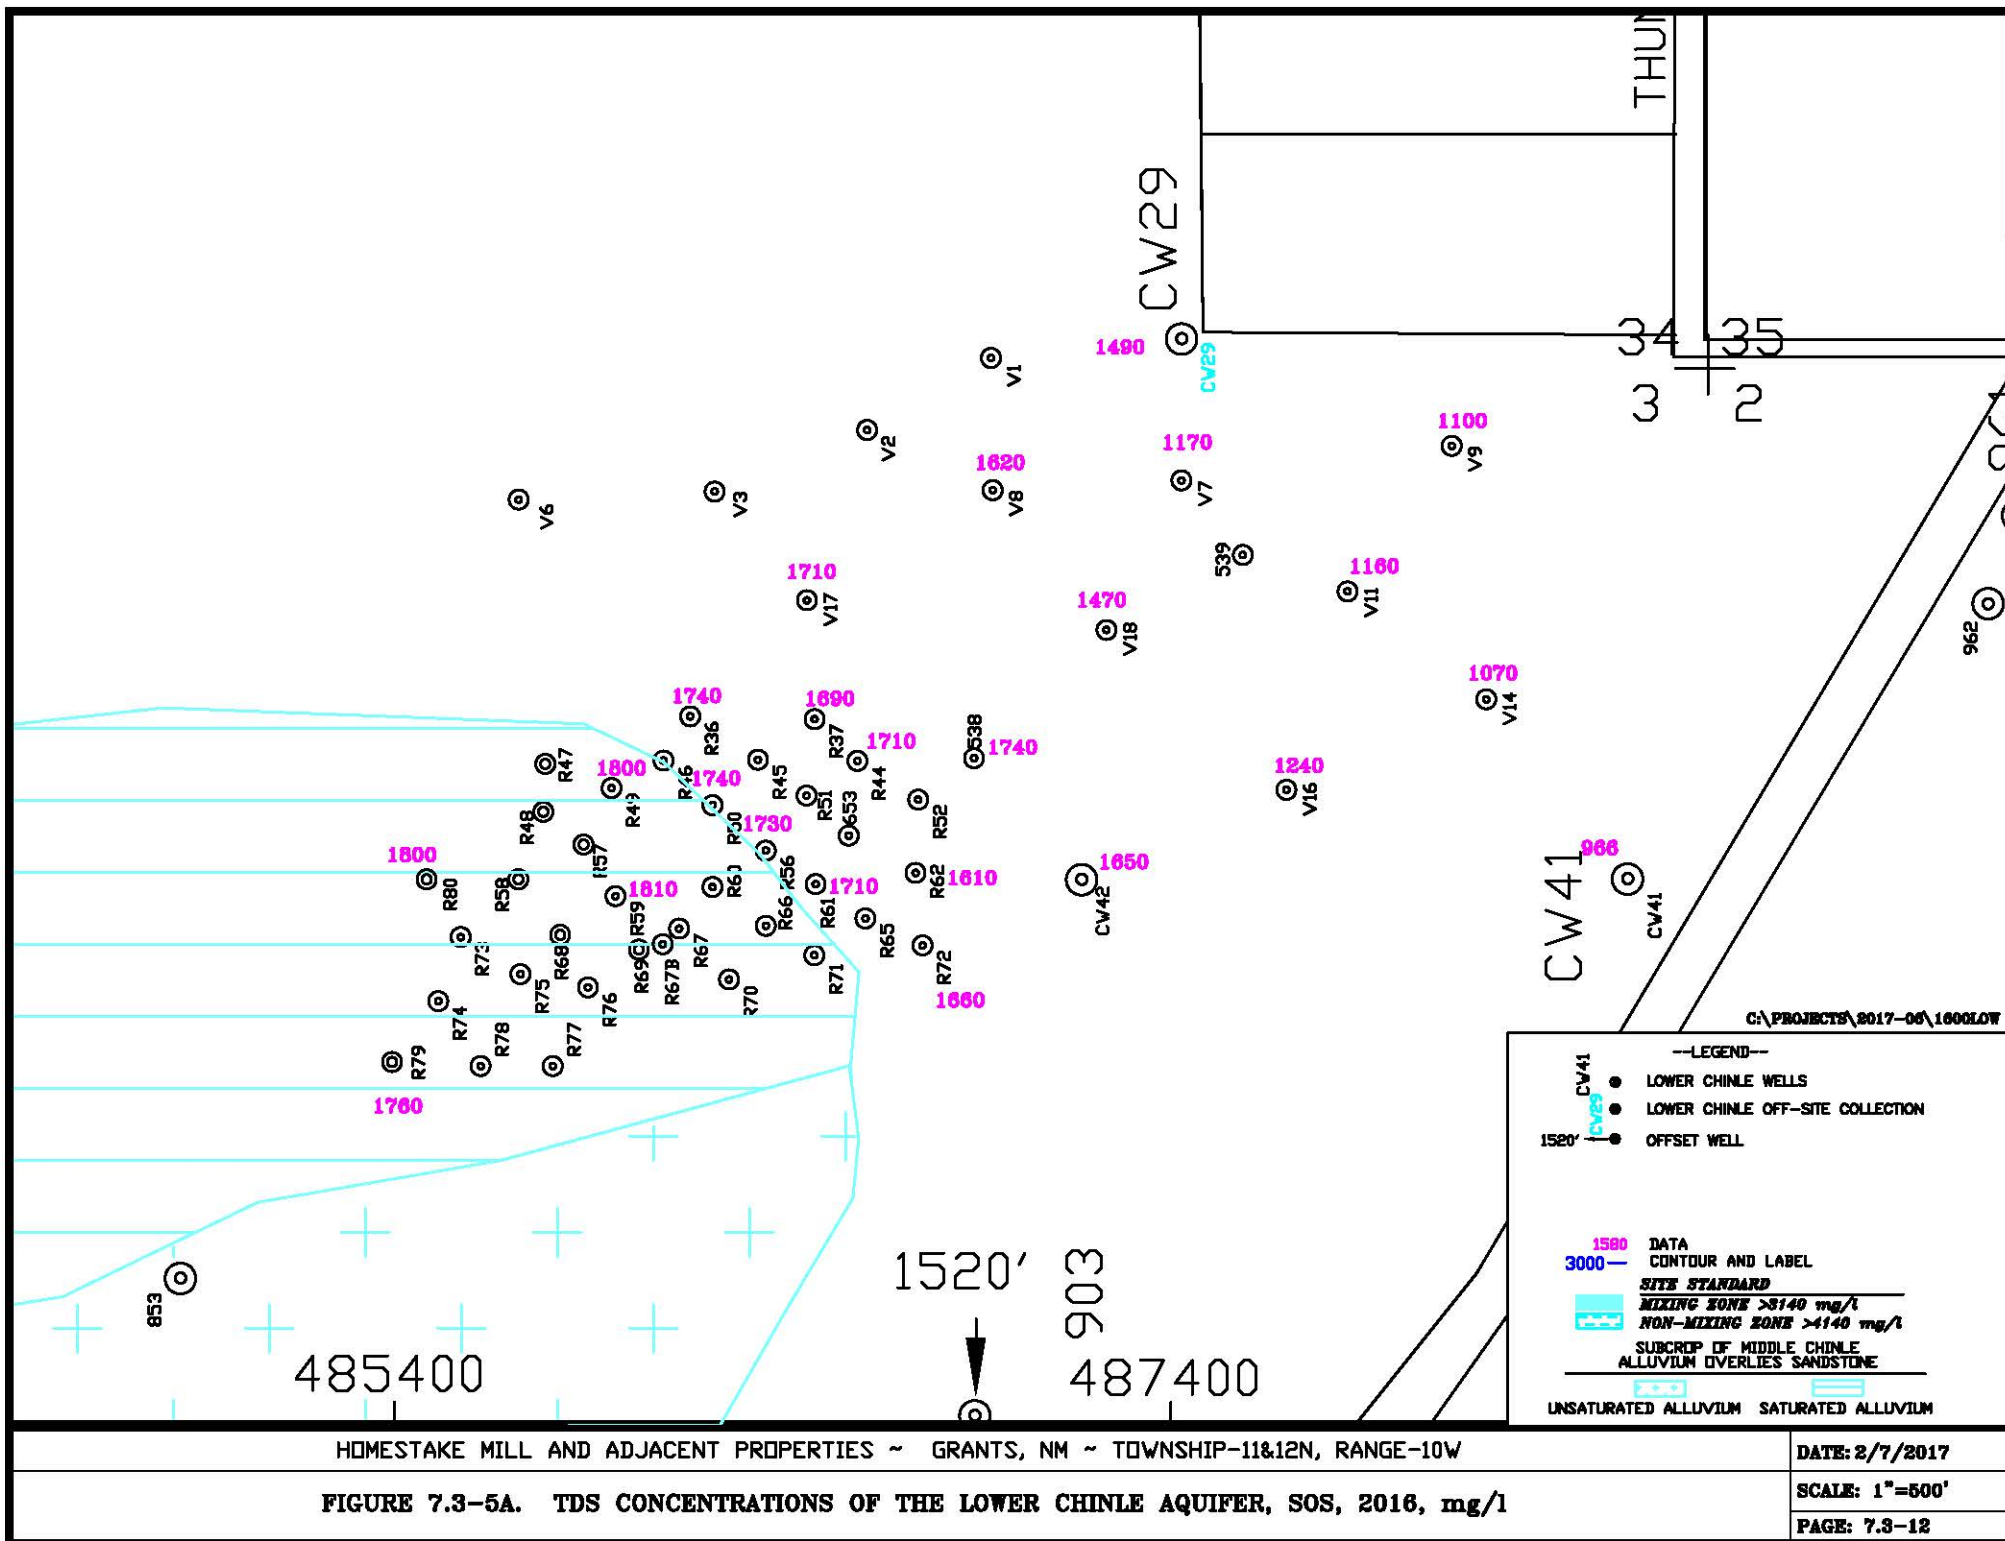 THUN
CW29
34 35
3 2
1490
CW29
V1
V2
V3
V6
1620
V8
1170
V7
1100
V9
539
1160
V11
1710
V17
1470
V18
962
1070
V14
1240
V16
1740
R36
1690
R37
1710
R44
538
1740
R47
1800
R49
R46
1740
R45
R51
653
R52
R48
R57
R50
1730
R56
1800
R80
R58
1810
R59
R60
1710
R61
R62
1610
1650
CW42
CW41
966
CW41
R66
R65
R67
R67B
R69
R68
R73
R75
R76
R70
R71
R72
1660
R74
R78
R77
R79
1760
853
1520' 903
485400
487400
C:\PROJECTS\2017-06\1600LOW
--LEGEND--
CW41 LOWER CHINLE WELLS
CW29 LOWER CHINLE OFF-SITE COLLECTION
1520' OFFSET WELL
1580 DATA
3000 CONTOUR AND LABEL
SITE STANDARD
MIXING ZONE >3140 mg/l
NON-MIXING ZONE >4140 mg/l
SUBCROP OF MIDDLE CHINLE
ALLUVIUM OVERLIES SANDSTONE
UNSATURATED ALLUVIUM SATURATED ALLUVIUM
HOMESTAKE MILL AND ADJACENT PROPERTIES ~ GRANTS, NM ~ TOWNSHIP-11&12N, RANGE-10W
DATE: 2/7/2017
FIGURE 7.3-5A. TDS CONCENTRATIONS OF THE LOWER CHINLE AQUIFER, SOS, 2016, mg/l
SCALE: 1"=500'
PAGE: 7.3-12